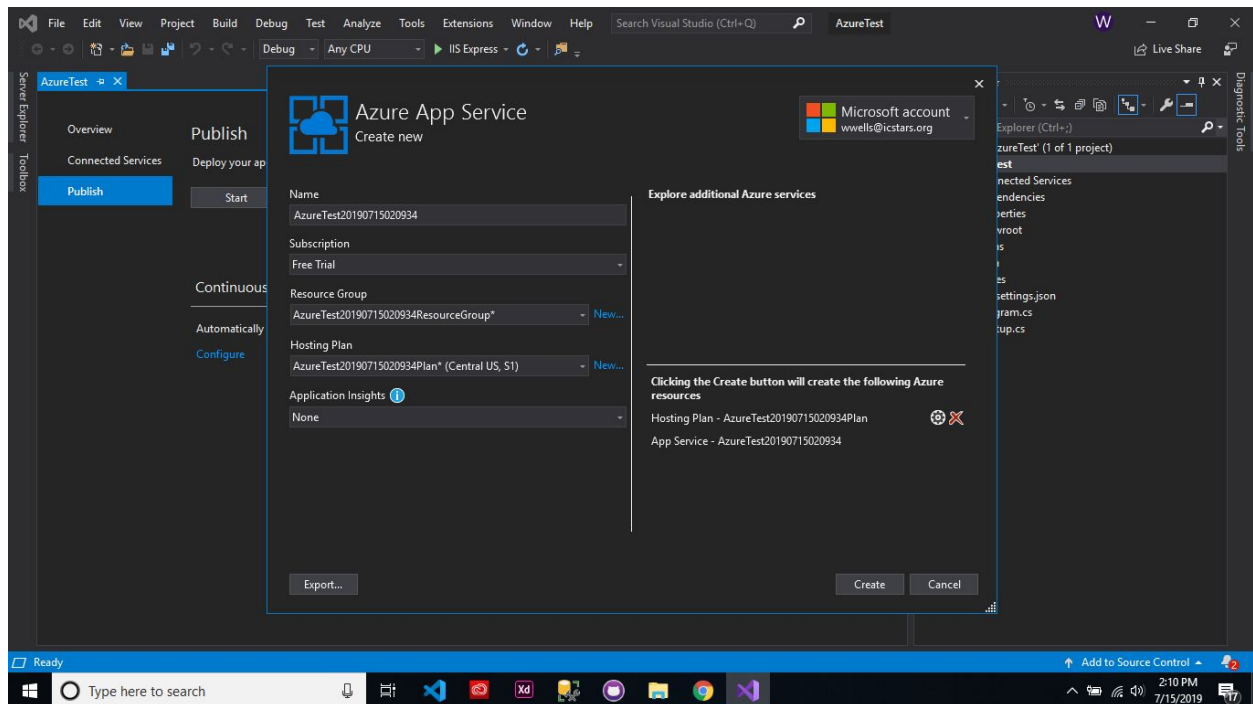 File Edit View Project Build Debug Test Analyze Tools Extensions Window Help Search Visual Studio (Ctrl+Q) AzureTest W
Debug Any CPU IIS Express Live Share
Server Explorer
Toolbox
AzureTest
Overview
Connected Services
Publish
Publish
Deploy your ap
Start
Continuous
Automatically
Configure
Azure App Service
Create new
Microsoft account
wwells@icstars.org
Name
AzureTest20190715020934
Subscription
Free Trial
Resource Group
AzureTest20190715020934ResourceGroup* New...
Hosting Plan
AzureTest20190715020934Plan* (Central US, S1) New...
Application Insights
None
Explore additional Azure services
Clicking the Create button will create the following Azure
resources
Hosting Plan - AzureTest20190715020934Plan
App Service - AzureTest20190715020934
Export... Create Cancel
Explorer (Ctrl+;)
zureTest' (1 of 1 project)
est
nected Services
endencies
perties
vroot
ns
es
settings.json
gram.cs
tup.cs
Diagnostic Tools
Ready Add to Source Control 2
Type here to search Xd 2:10 PM
7/15/2019 17